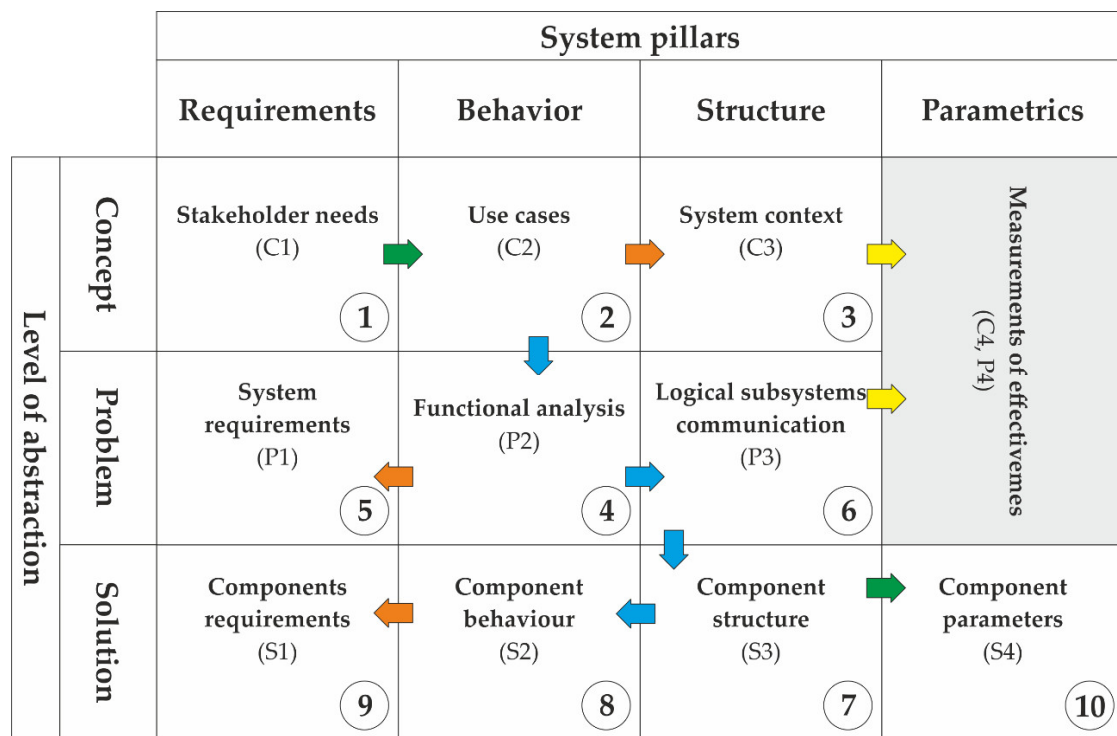 System pillars
Requirements
Behavior
Structure
Parametrics
Level of abstraction
Concept
Stakeholder needs
(C1)
1
Use cases
(C2)
2
System context
(C3)
3
Measurements of effectivemes
(C4, P4)
Problem
System
requirements
(P1)
5
Functional analysis
(P2)
4
Logical subsystems
communication
(P3)
6
Solution
Components
requirements
(S1)
9
Component
behaviour
(S2)
8
Component
structure
(S3)
7
Component
parameters
(S4)
10